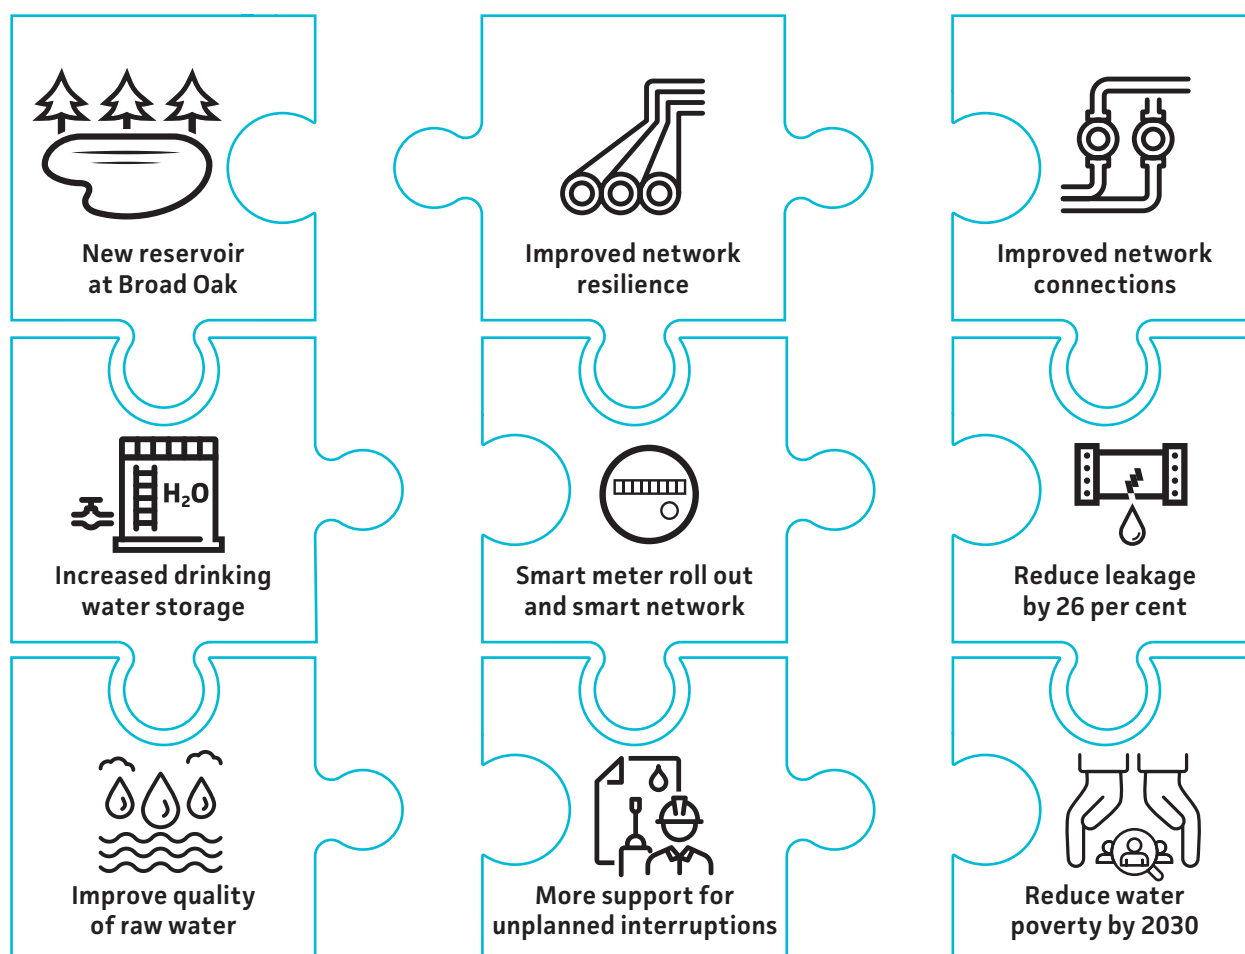 New reservoir
at Broad Oak
Improved network
resilience
Improved network
connections
H₂O
Increased drinking
water storage
Smart meter roll out
and smart network
Reduce leakage
by 26 per cent
Improve quality
of raw water
More support for
unplanned interruptions
Reduce water
poverty by 2030